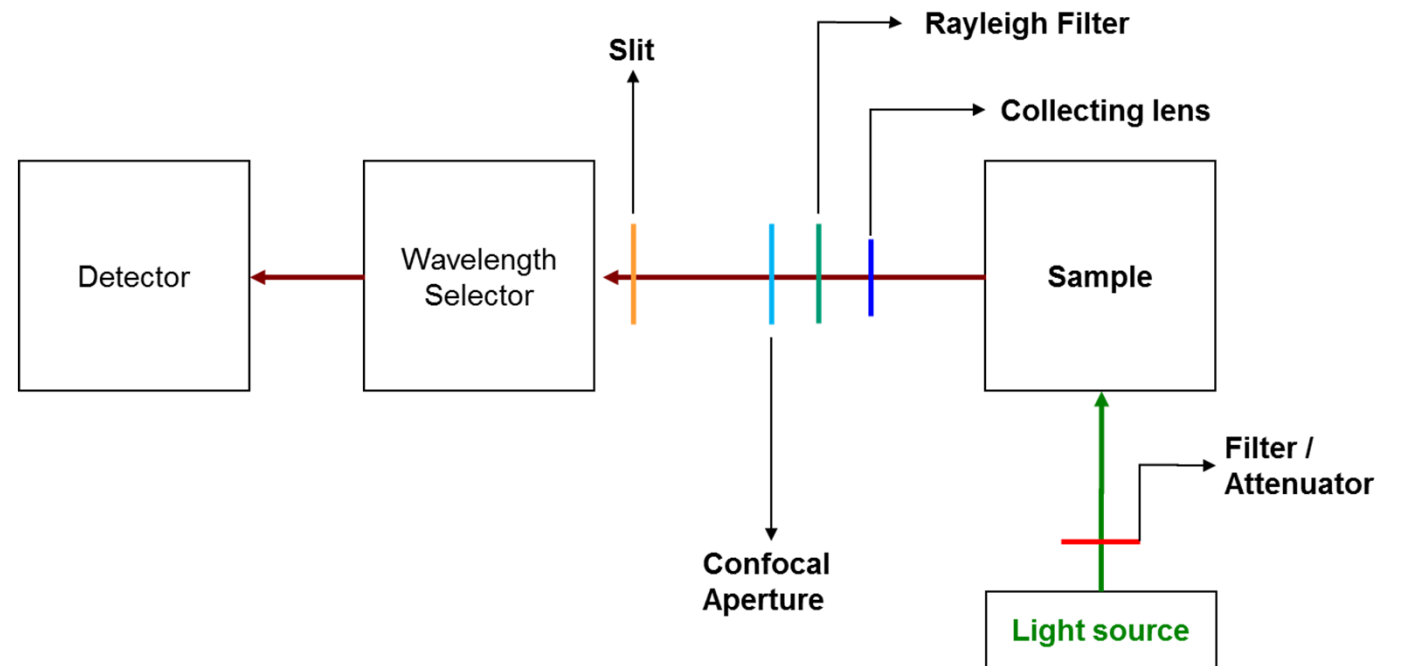 Rayleigh Filter
Slit
Collecting lens
Detector
Wavelength
Selector
Sample
Filter /
Attenuator
Confocal
Aperture
Light source